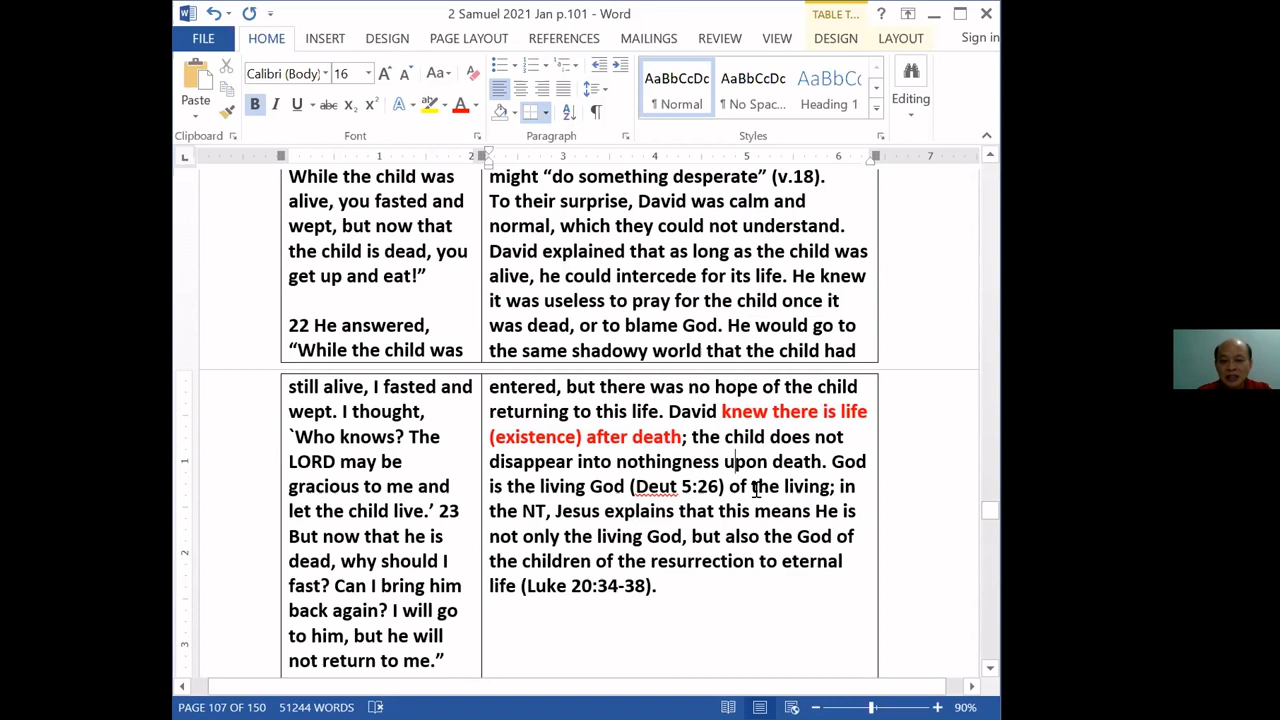 2 Samuel 2021 Jan p.101 - Word
TABLE T...
?
Sign in
FILE
HOME
INSERT
DESIGN
PAGE LAYOUT
REFERENCES
MAILINGS
REVIEW
VIEW
DESIGN
LAYOUT
Paste
Clipboard
Calibri (Body)
16
Font
Paragraph
AaBbCcDc
¶ Normal
AaBbCcDc
¶ No Spac...
AaBbCc
Heading 1
Styles
Editing
1 2 3 4 5 6 7
While the child was
alive, you fasted and
wept, but now that
the child is dead, you
get up and eat!”
22 He answered,
“While the child was
still alive, I fasted and
wept. I thought,
`Who knows? The
LORD may be
gracious to me and
let the child live.’ 23
But now that he is
dead, why should I
fast? Can I bring him
back again? I will go
to him, but he will
not return to me.”
might “do something desperate” (v.18).
To their surprise, David was calm and
normal, which they could not understand.
David explained that as long as the child was
alive, he could intercede for its life. He knew
it was useless to pray for the child once it
was dead, or to blame God. He would go to
the same shadowy world that the child had
entered, but there was no hope of the child
returning to this life. David knew there is life
(existence) after death; the child does not
disappear into nothingness upon death. God
is the living God (Deut 5:26) of the living; in
the NT, Jesus explains that this means He is
not only the living God, but also the God of
the children of the resurrection to eternal
life (Luke 20:34-38).
1
2
3
PAGE 107 OF 150
51244 WORDS
90%